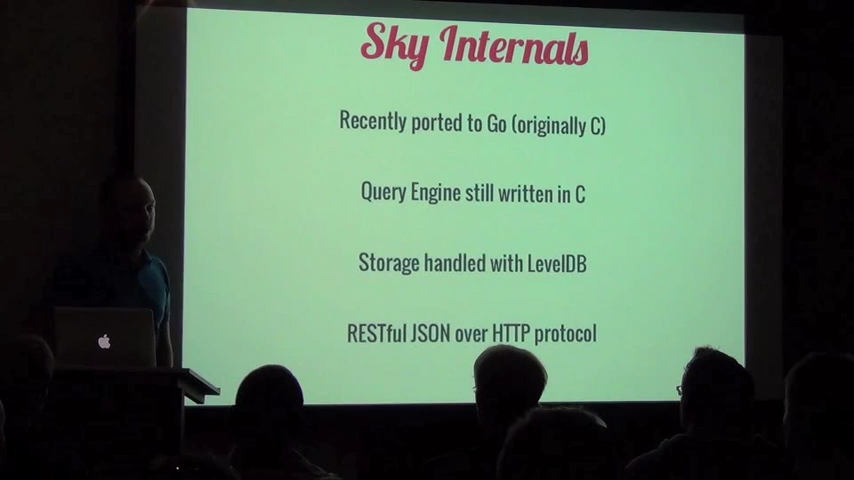 Sky Internals
Recently ported to Go (originally C)
Query Engine still written in C
Storage handled with LevelDB
RESTful JSON over HTTP protocol